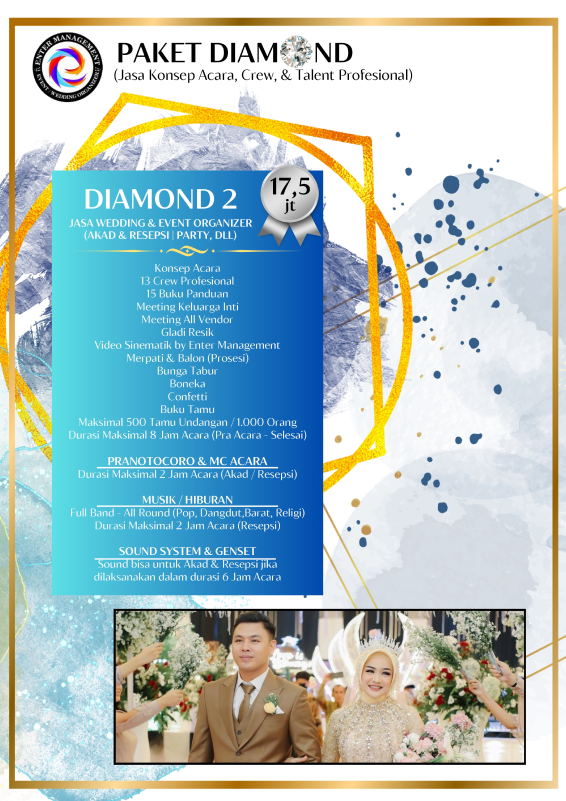 ENTER MANAGEMENT
EVENT - WEDDING ORGANIZER
PAKET DIAMOND
(Jasa Konsep Acara, Crew, & Talent Profesional)
17,5
jt
DIAMOND 2
JASA WEDDING & EVENT ORGANIZER
(AKAD & RESEPSI | PARTY, DLL)
Konsep Acara
13 Crew Profesional
15 Buku Panduan
Meeting Keluarga Inti
Meeting All Vendor
Gladi Resik
Video Sinematik by Enter Management
Merpati & Balon (Prosesi)
Bunga Tabur
Boneka
Confetti
Buku Tamu
Maksimal 500 Tamu Undangan / 1.000 Orang
Durasi Maksimal 8 Jam Acara (Pra Acara - Selesai)
PRANOTOCORO & MC ACARA
Durasi Maksimal 2 Jam Acara (Akad / Resepsi)
MUSIK / HIBURAN
Full Band - All Round (Pop, Dangdut,Barat, Religi)
Durasi Maksimal 2 Jam Acara (Resepsi)
SOUND SYSTEM & GENSET
Sound bisa untuk Akad & Resepsi jika
dilaksanakan dalam durasi 6 Jam Acara